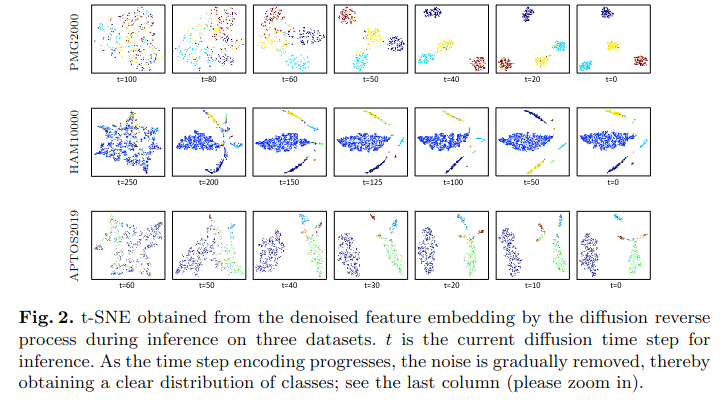 PMG2000
t=100 t=80 t=60 t=50 t=40 t=20 t=0
HAM10000
t=250 t=200 t=150 t=125 t=100 t=50 t=0
APTOS2019
t=60 t=50 t=40 t=30 t=20 t=10 t=0
Fig. 2. t-SNE obtained from the denoised feature embedding by the diffusion reverse
process during inference on three datasets. t is the current diffusion time step for
inference. As the time step encoding progresses, the noise is gradually removed, thereby
obtaining a clear distribution of classes; see the last column (please zoom in).